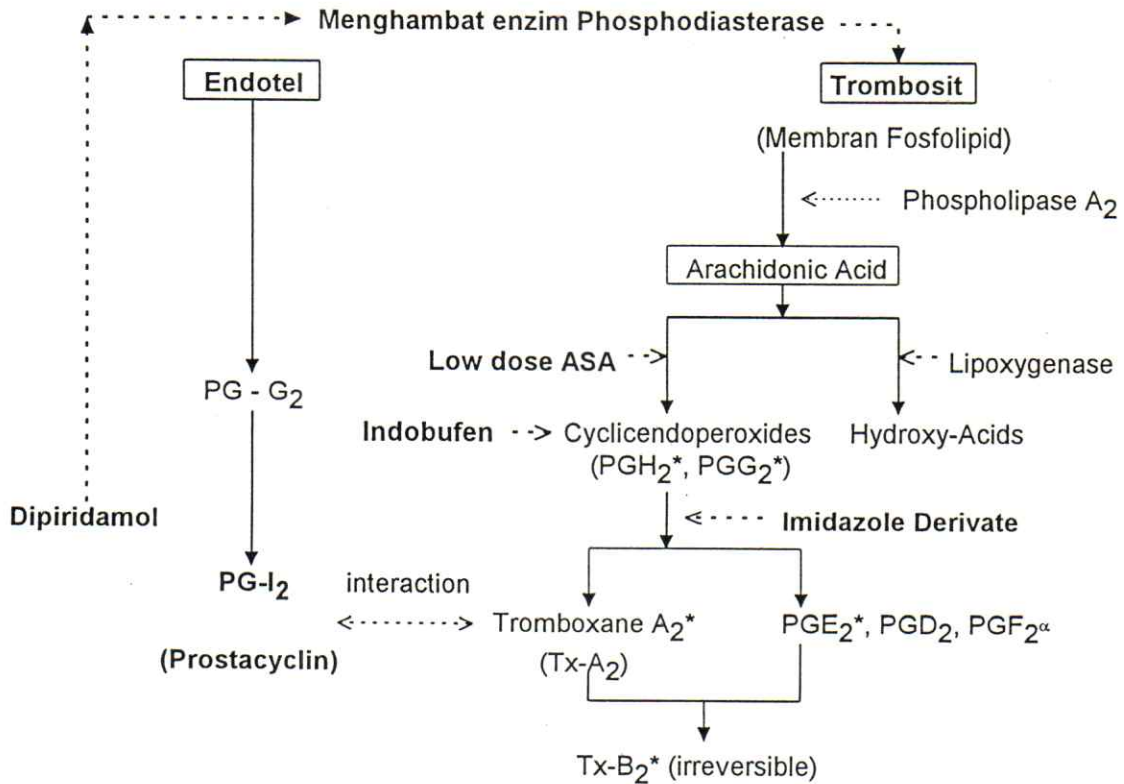 Menghambat enzim Phosphodiasterase
Endotel
Trombosit
(Membran Fosfolipid)
Phospholipase A2
Arachidonic Acid
Low dose ASA
Lipoxygenase
PG - G2
Indobufen
Cyclicendoperoxides
Hydroxy-Acids
(PGH2*, PGG2*)
Dipiridamol
Imidazole Derivate
PG-I2
interaction
Tromboxane A2*
PGE2*, PGD2, PGF2α
(Prostacyclin)
(Tx-A2)
Tx-B2* (irreversible)